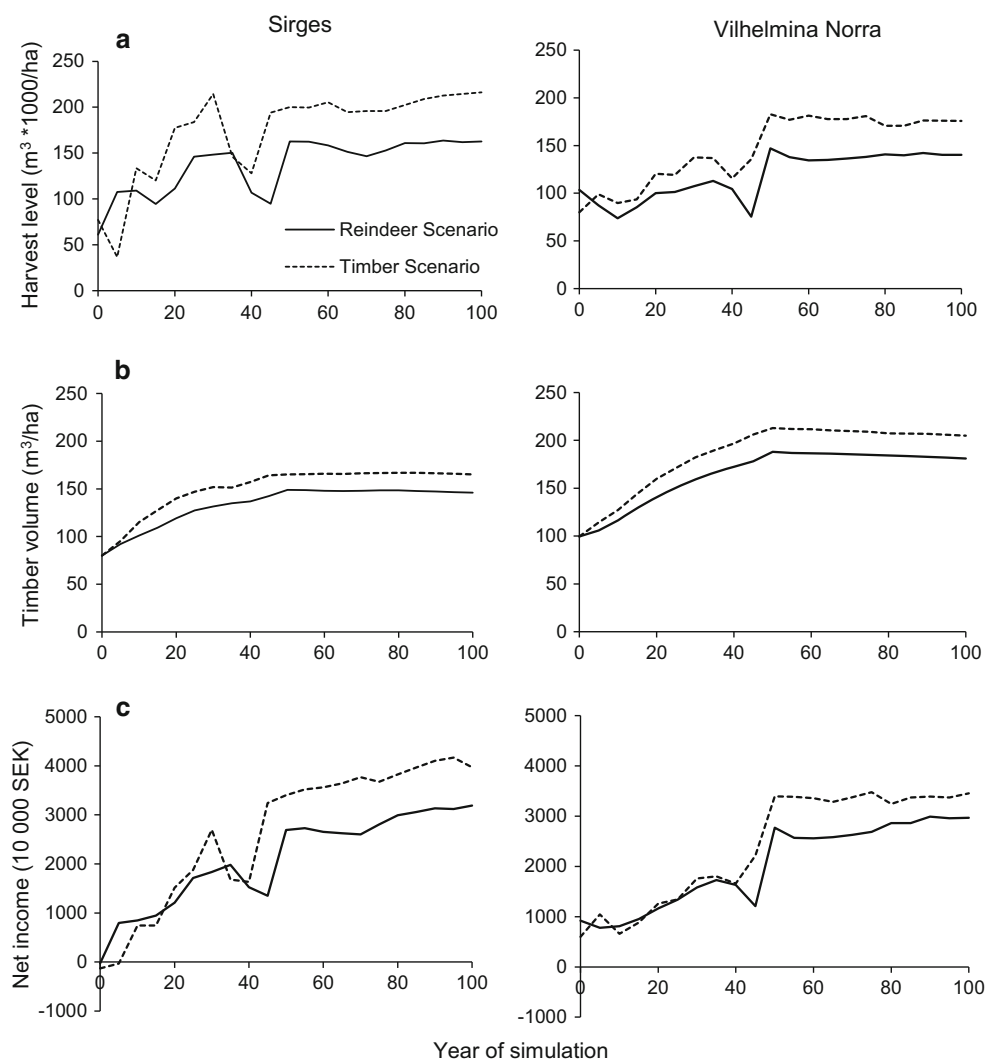 Sirges
Vilhelmina Norra
a
Harvest level (m³ *1000/ha)
250
200
150
100
50
0
0 20 40 60 80 100
Reindeer Scenario
Timber Scenario
250
200
150
100
50
0
0 20 40 60 80 100
b
Timber volume (m³/ha)
250
200
150
100
50
0
0 20 40 60 80 100
250
200
150
100
50
0
0 20 40 60 80 100
c
Net income (10 000 SEK)
5000
4000
3000
2000
1000
0
-1000
0 20 40 60 80 100
5000
4000
3000
2000
1000
0
-1000
0 20 40 60 80 100
Year of simulation